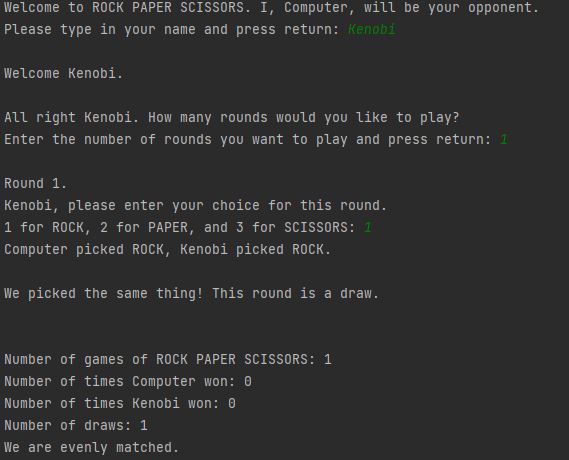 Welcome to ROCK PAPER SCISSORS. I, Computer, will be your opponent.
Please type in your name and press return: Kenobi
Welcome Kenobi.
All right Kenobi. How many rounds would you like to play?
Enter the number of rounds you want to play and press return: 1
Round 1.
Kenobi, please enter your choice for this round.
1 for ROCK, 2 for PAPER, and 3 for SCISSORS: 1
Computer picked ROCK, Kenobi picked ROCK.
We picked the same thing! This round is a draw.
Number of games of ROCK PAPER SCISSORS: 1
Number of times Computer won: 0
Number of times Kenobi won: 0
Number of draws: 1
We are evenly matched.